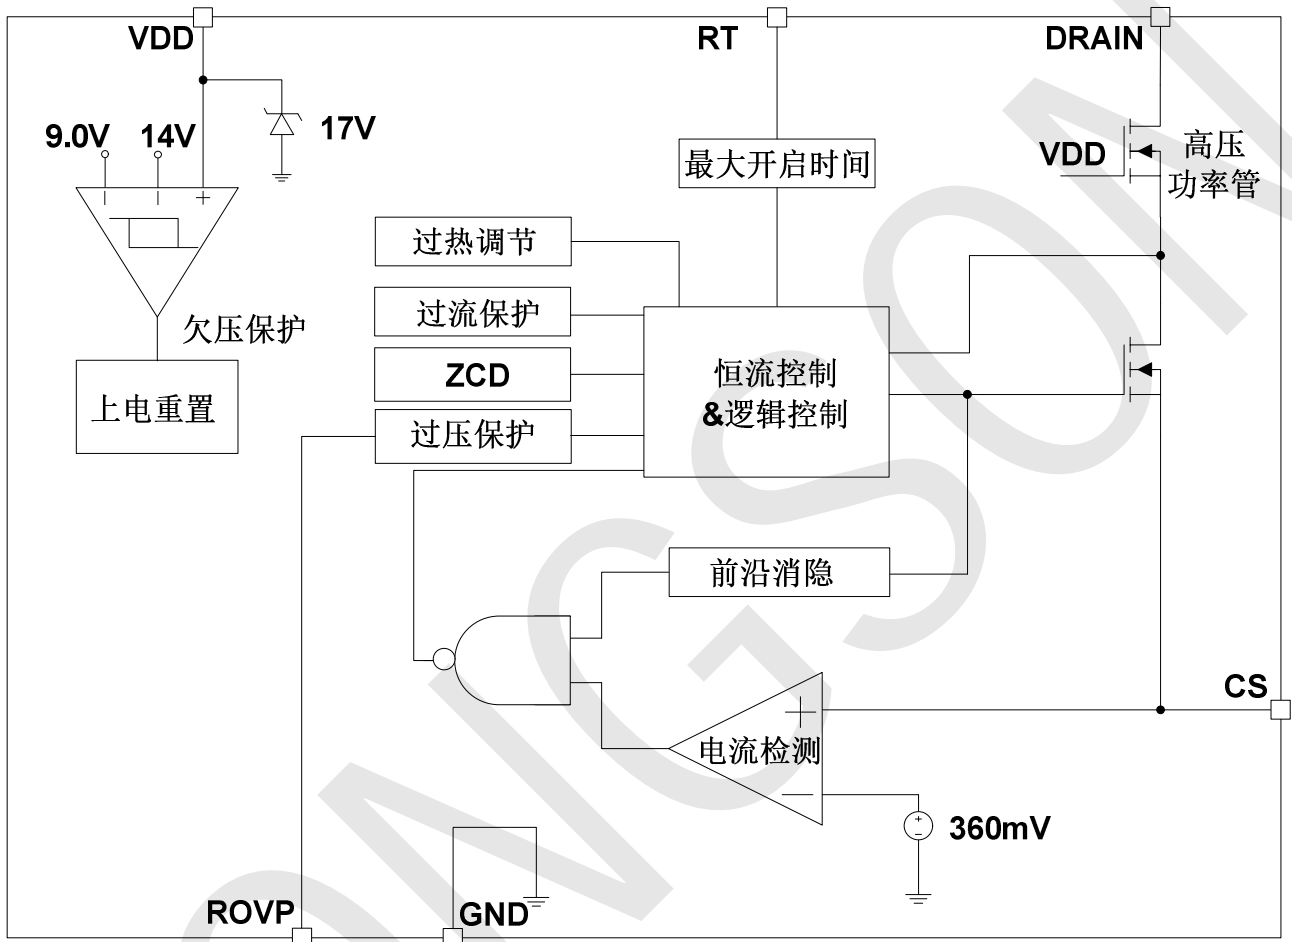 VDD
RT
DRAIN
9.0V
14V
17V
最大开启时间
VDD
高压
功率管
过热调节
过流保护
欠压保护
ZCD
恒流控制
&逻辑控制
上电重置
过压保护
前沿消隐
CS
电流检测
360mV
ROVP
GND